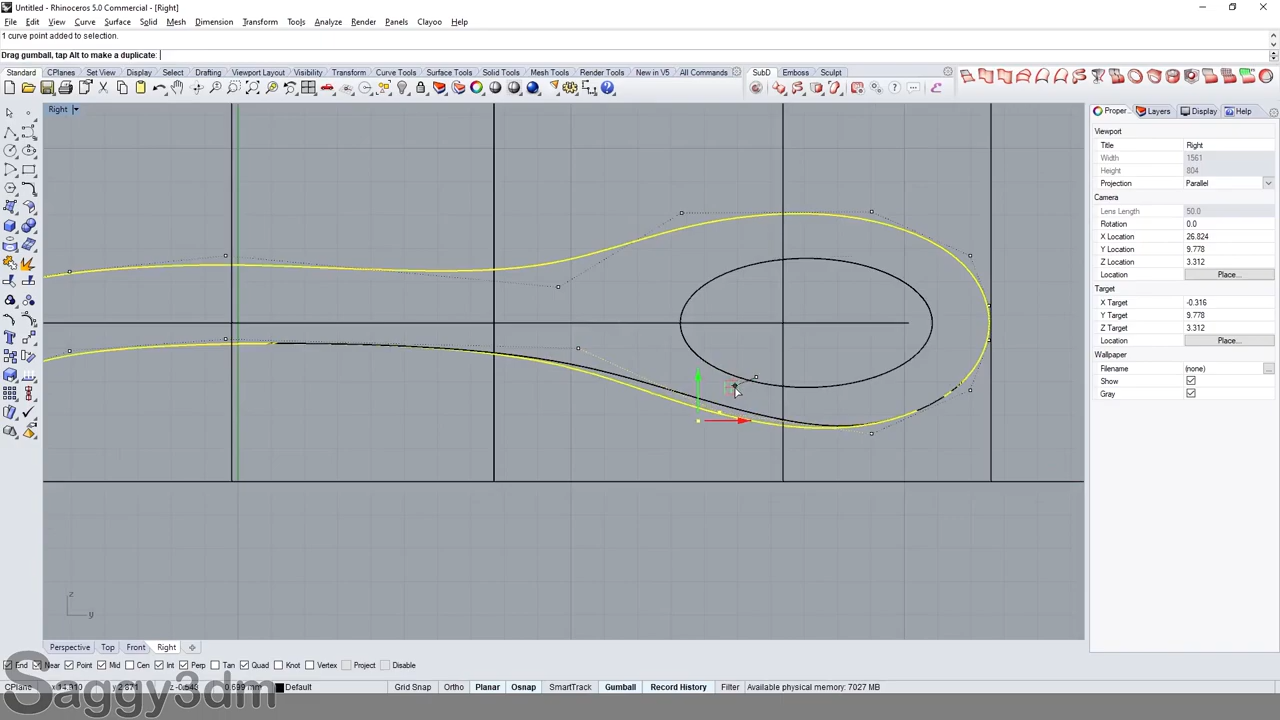 Untitled - Rhinoceros 5.0 Commercial - [Right]
File Edit View Curve Surface Solid Mesh Dimension Transform Tools Analyze Render Panels Clayoo Help
1 curve point added to selection.
Drag gumball, tap Alt to make a duplicate:
Standard CPlanes Set View Display Select Drafting Viewport Layout Visibility Transform Curve Tools Surface Tools Solid Tools Mesh Tools Render Tools New in V5 All Commands SubD Emboss Sculpt
Right
Proper... Layers Display Help
Viewport
Title Right
Width 1561
Height 804
Projection Parallel
Camera
Lens Length 50.0
Rotation 0.0
X Location 26.824
Y Location 9.778
Z Location 3.312
Location Place...
Target
X Target -0.316
Y Target 9.778
Z Target 3.312
Location Place...
Wallpaper
Filename (none) ...
Show
Gray
z
y
Perspective Top Front Right
End Near Point Mid Cen Int Perp Tan Quad Knot Vertex Project Disable
Saggy3dm
CPlane x14.910 Default Grid Snap Ortho Planar Osnap SmartTrack Gumball Record History Filter Available physical memory: 7027 MB